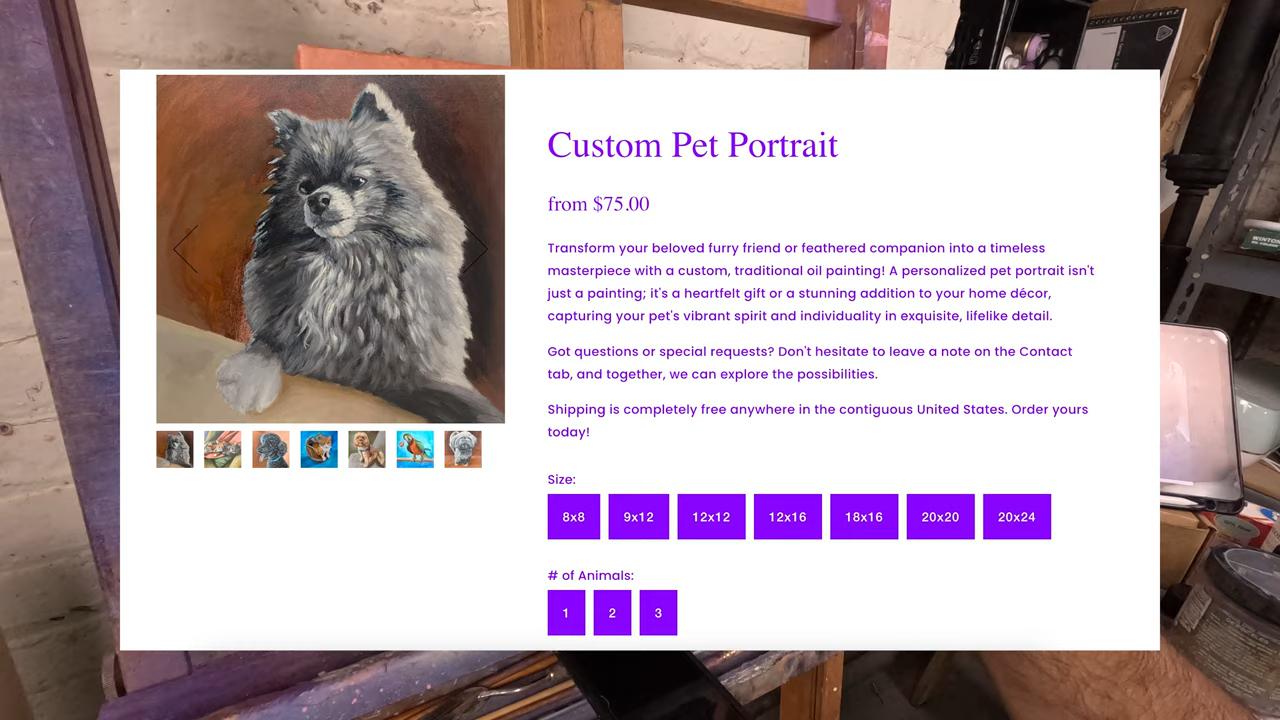 Custom Pet Portrait
from $75.00
Transform your beloved furry friend or feathered companion into a timeless
masterpiece with a custom, traditional oil painting! A personalized pet portrait isn't
just a painting; it's a heartfelt gift or a stunning addition to your home décor,
capturing your pet's vibrant spirit and individuality in exquisite, lifelike detail.
Got questions or special requests? Don't hesitate to leave a note on the Contact
tab, and together, we can explore the possibilities.
Shipping is completely free anywhere in the contiguous United States. Order yours
today!
Size:
8x8 9x12 12x12 12x16 18x16 20x20 20x24
# of Animals:
1 2 3
WINTON